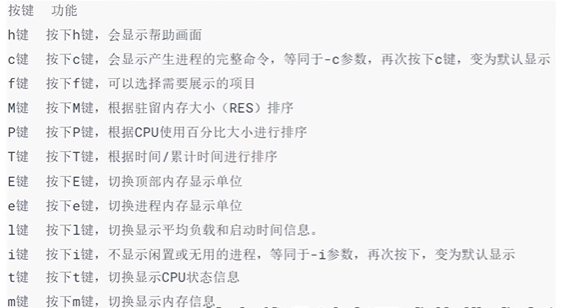 按键 功能
h键 按下h键，会显示帮助画面
c键 按下c键，会显示产生进程的完整命令，等同于-c参数，再次按下c键，变为默认显示
f键 按下f键，可以选择需要展示的项目
M键 按下M键，根据驻留内存大小（RES）排序
P键 按下P键，根据CPU使用百分比大小进行排序
T键 按下T键，根据时间/累计时间进行排序
E键 按下E键，切换顶部内存显示单位
e键 按下e键，切换进程内存显示单位
l键 按下l键，切换显示平均负载和启动时间信息。
i键 按下i键，不显示闲置或无用的进程，等同于-i参数，再次按下，变为默认显示
t键 按下t键，切换显示CPU状态信息
m键 按下m键，切换显示内存信息